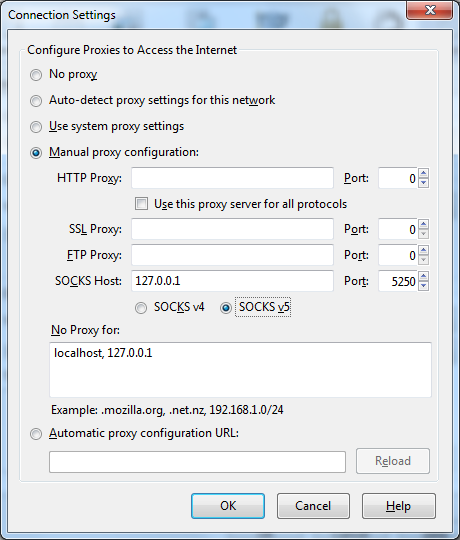 Connection Settings
Configure Proxies to Access the Internet
No proxy
Auto-detect proxy settings for this network
Use system proxy settings
Manual proxy configuration:
HTTP Proxy: Port: 0
Use this proxy server for all protocols
SSL Proxy: Port: 0
FTP Proxy: Port: 0
SOCKS Host: 127.0.0.1 Port: 5250
SOCKS v4 SOCKS v5
No Proxy for:
localhost, 127.0.0.1
Example: .mozilla.org, .net.nz, 192.168.1.0/24
Automatic proxy configuration URL:
Reload
OK Cancel Help